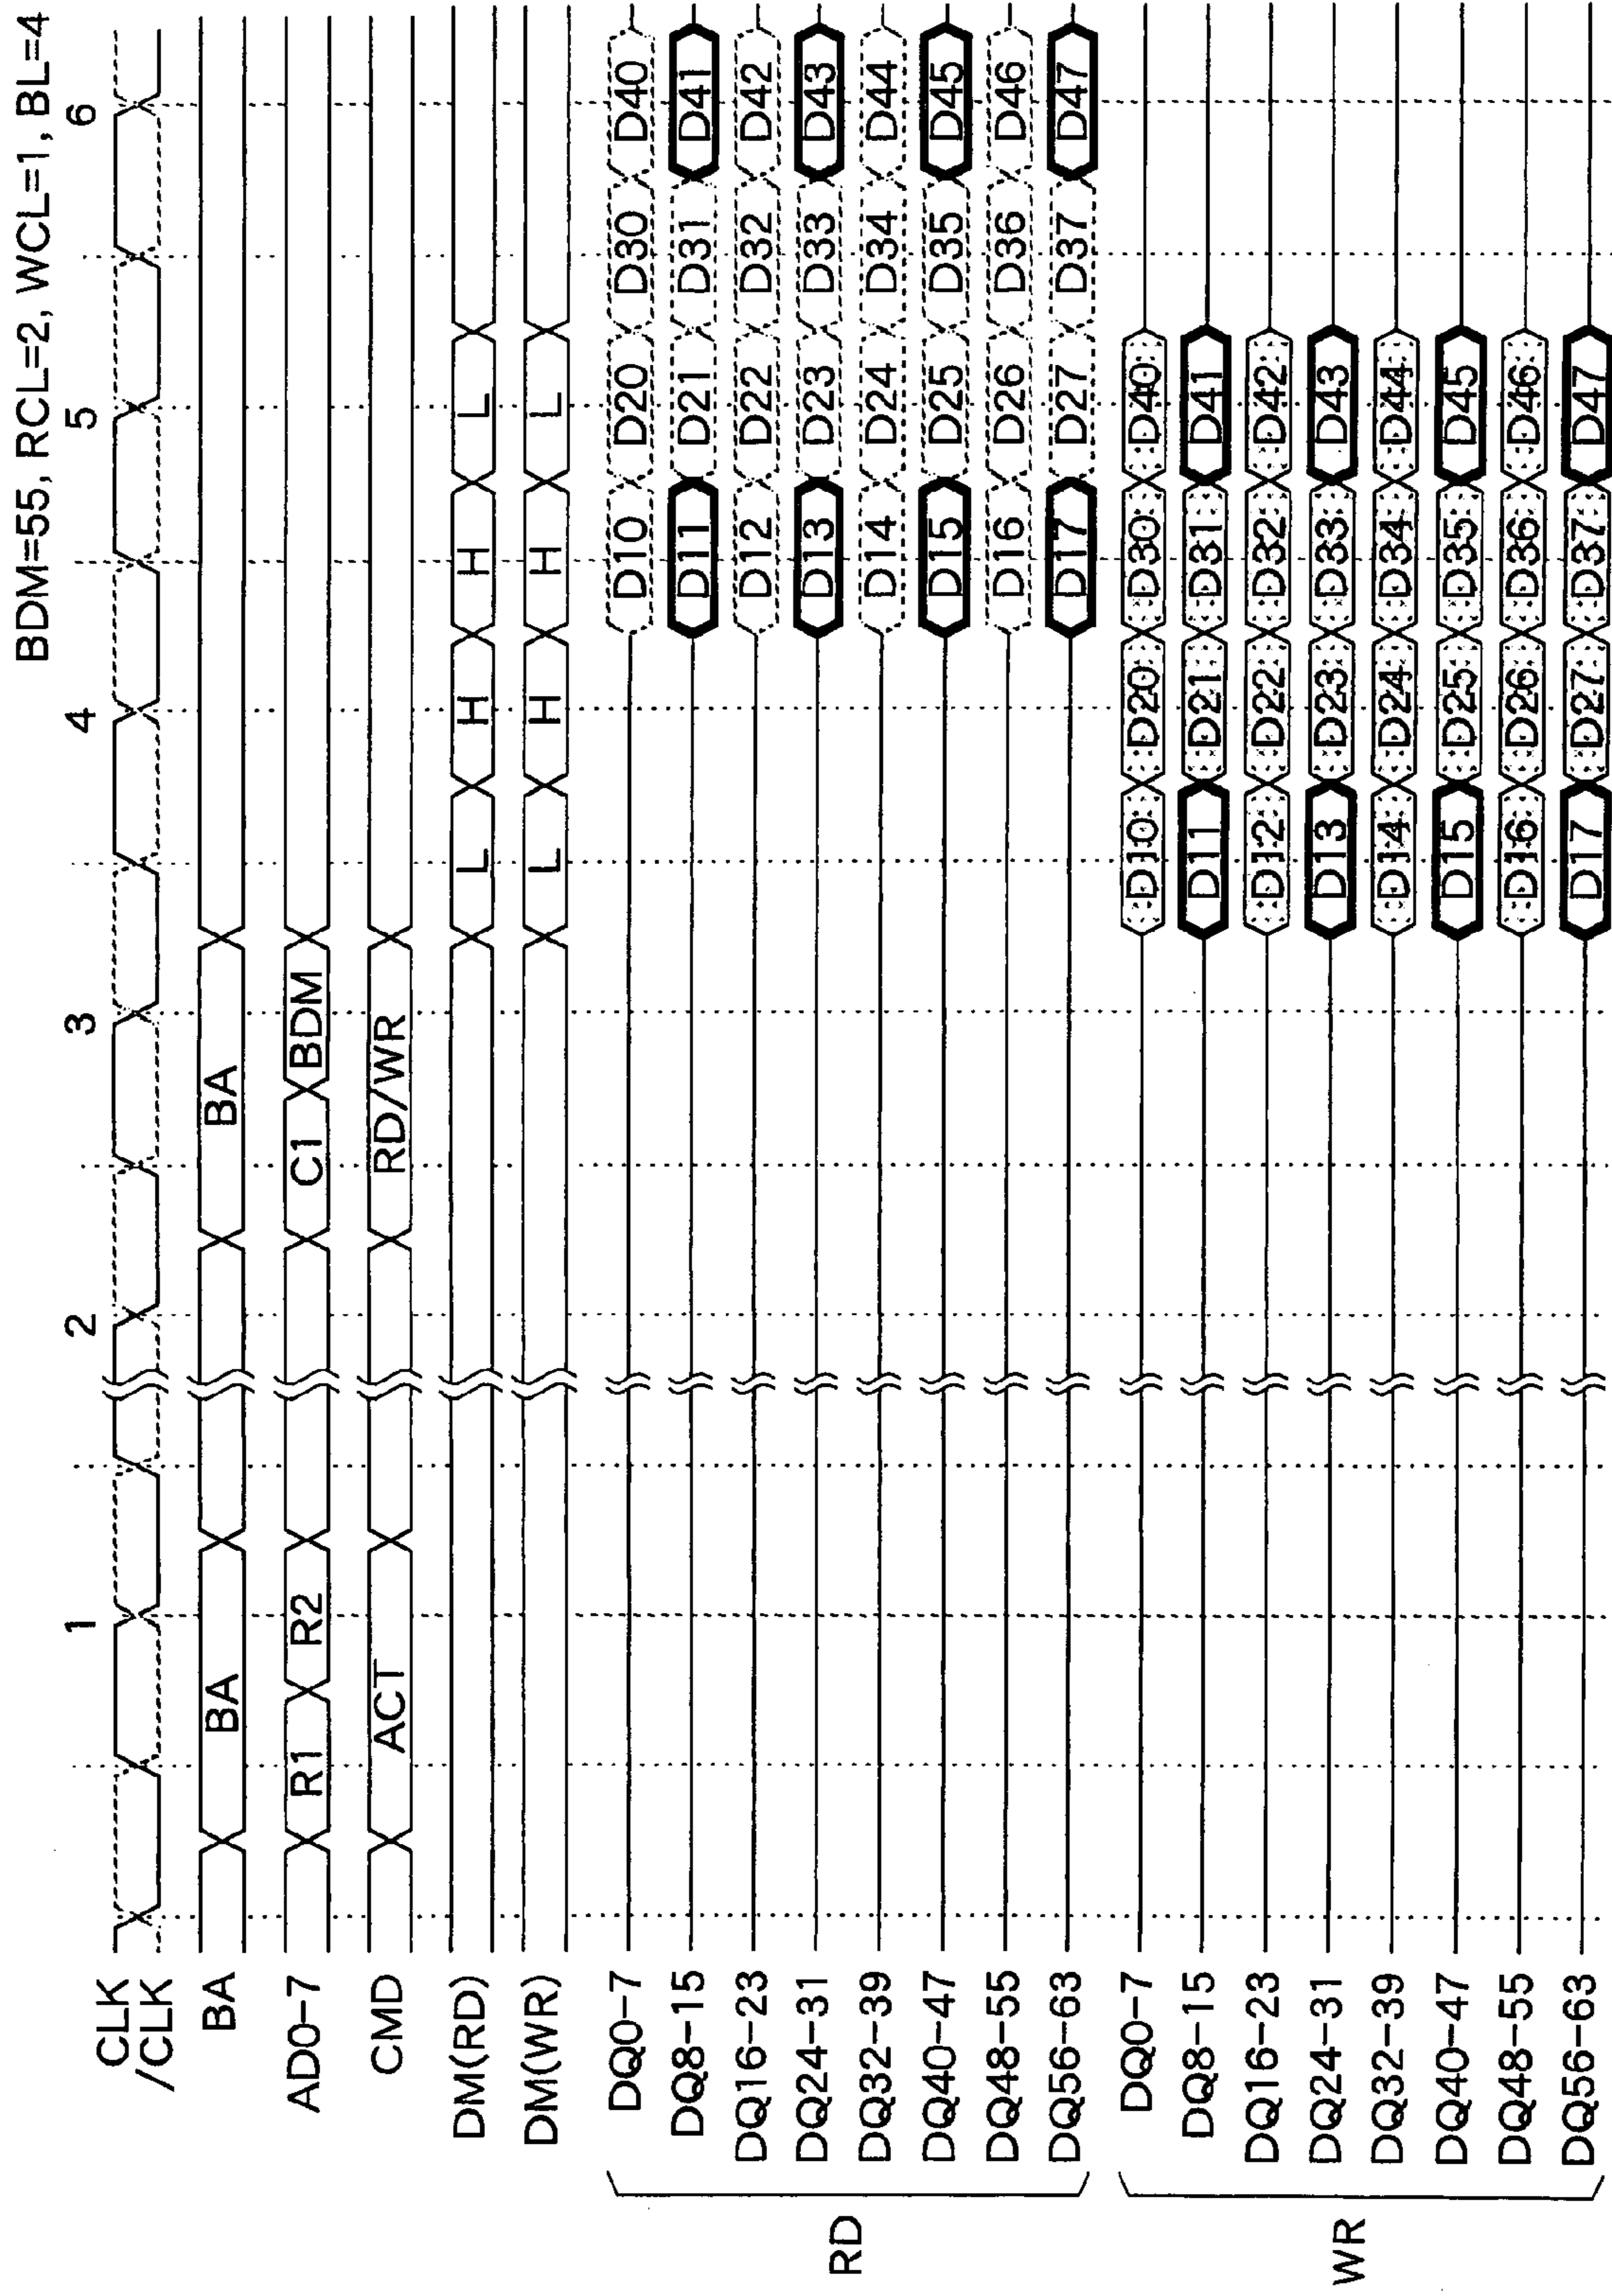 BDM=55, RCL=2, WCL=1, BL=4
1 2 3 4 5 6
CLK
/CLK
BA BA BA
AD0-7 R1 R2 C1 BDM
CMD ACT RD/WR
DM(RD) L H H L
DM(WR) L H H L
RD
DQ0-7 D10 D20 D30 D40
DQ8-15 D11 D21 D31 D41
DQ16-23 D12 D22 D32 D42
DQ24-31 D13 D23 D33 D43
DQ32-39 D14 D24 D34 D44
DQ40-47 D15 D25 D35 D45
DQ48-55 D16 D26 D36 D46
DQ56-63 D17 D27 D37 D47
WR
DQ0-7 D10 D20 D30 D40
DQ8-15 D11 D21 D31 D41
DQ16-23 D12 D22 D32 D42
DQ24-31 D13 D23 D33 D43
DQ32-39 D14 D24 D34 D44
DQ40-47 D15 D25 D35 D45
DQ48-55 D16 D26 D36 D46
DQ56-63 D17 D27 D37 D47